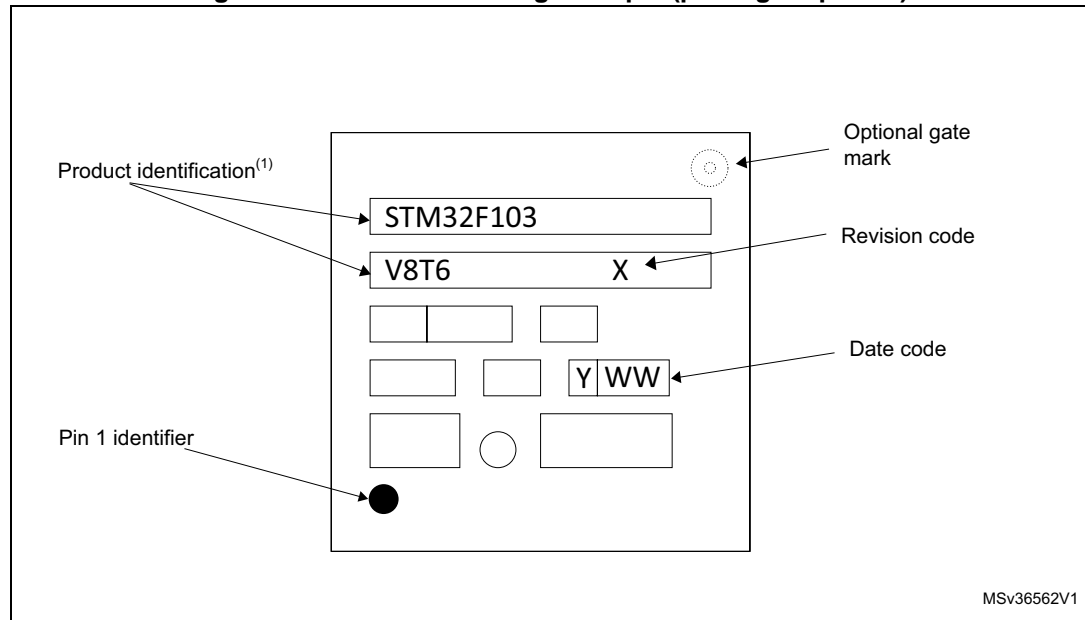 Optional gate
mark
Product identification(1)
STM32F103
Revision code
V8T6 X
Date code
Y WW
Pin 1 identifier
MSv36562V1